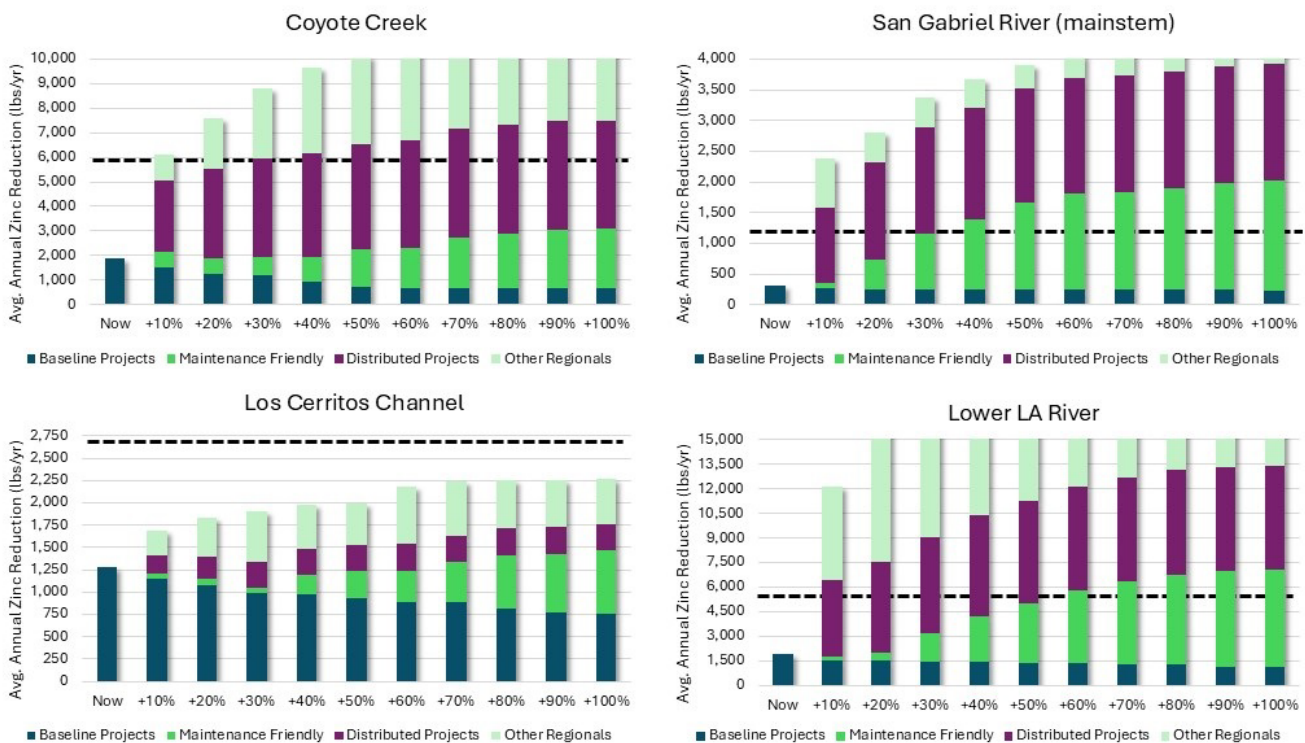 Coyote Creek
Avg. Annual Zinc Reduction (lbs/yr)
10,000
9,000
8,000
7,000
6,000
5,000
4,000
3,000
2,000
1,000
0
Now +10% +20% +30% +40% +50% +60% +70% +80% +90% +100%
Baseline Projects Maintenance Friendly Distributed Projects Other Regionals
San Gabriel River (mainstem)
Avg. Annual Zinc Reduction (lbs/yr)
4,000
3,500
3,000
2,500
2,000
1,500
1,000
500
0
Now +10% +20% +30% +40% +50% +60% +70% +80% +90% +100%
Baseline Projects Maintenance Friendly Distributed Projects Other Regionals
Los Cerritos Channel
Avg. Annual Zinc Reduction (lbs/yr)
2,750
2,500
2,250
2,000
1,750
1,500
1,250
1,000
750
500
250
0
Now +10% +20% +30% +40% +50% +60% +70% +80% +90% +100%
Baseline Projects Maintenance Friendly Distributed Projects Other Regionals
Lower LA River
Avg. Annual Zinc Reduction (lbs/yr)
15,000
13,500
12,000
10,500
9,000
7,500
6,000
4,500
3,000
1,500
0
Now +10% +20% +30% +40% +50% +60% +70% +80% +90% +100%
Baseline Projects Maintenance Friendly Distributed Projects Other Regionals